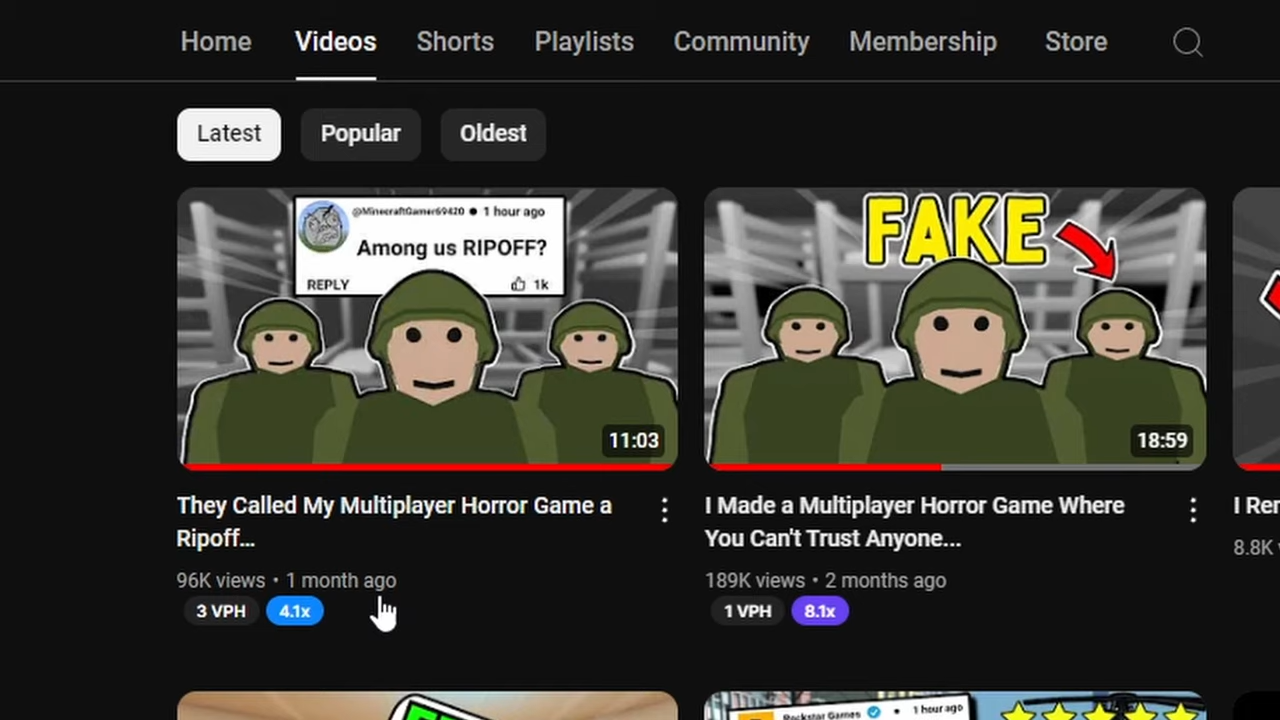 Home Videos Shorts Playlists Community Membership Store
Latest Popular Oldest
@MinecraftGamer69420 • 1 hour ago
Among us RIPOFF?
REPLY 1k
11:03
They Called My Multiplayer Horror Game a
Ripoff...
96K views • 1 month ago
3 VPH 4.1x
FAKE
18:59
I Made a Multiplayer Horror Game Where
You Can't Trust Anyone...
189K views • 2 months ago
1 VPH 8.1x
8.8K
Rockstar Games • 1 hour ago